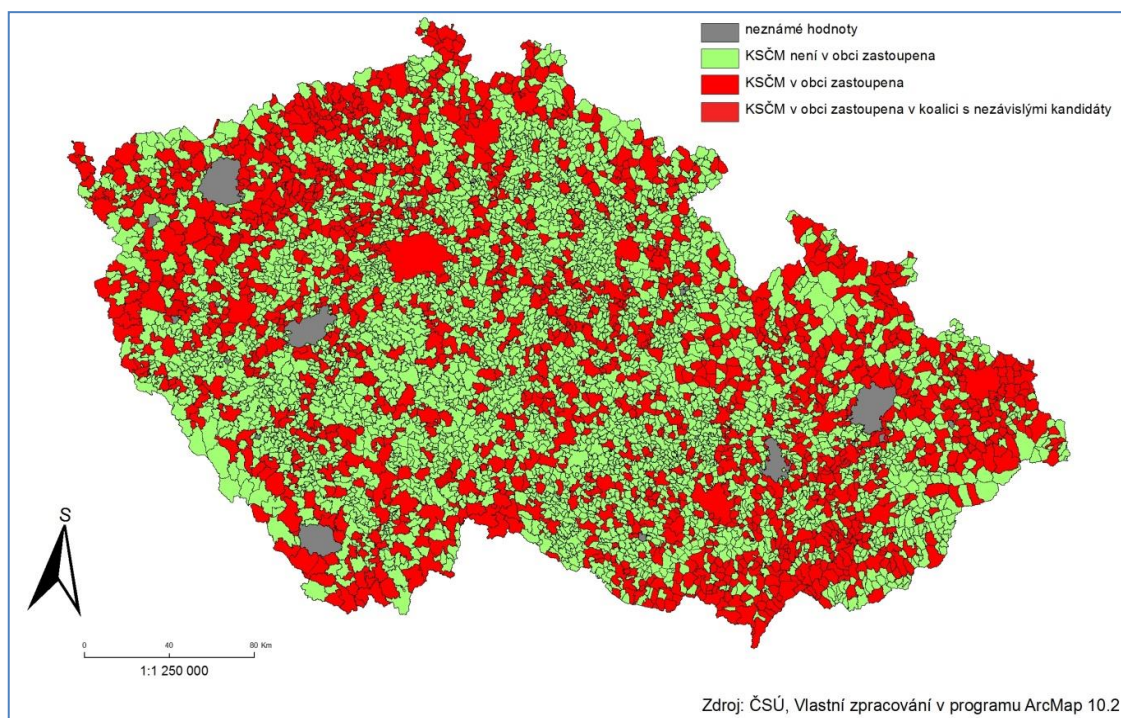 neznámé hodnoty
KSČM není v obci zastoupena
KSČM v obci zastoupena
KSČM v obci zastoupena v koalici s nezávislými kandidáty
S
0 40 80 Km
1:1 250 000
Zdroj: ČSÚ, Vlastní zpracování v programu ArcMap 10.2